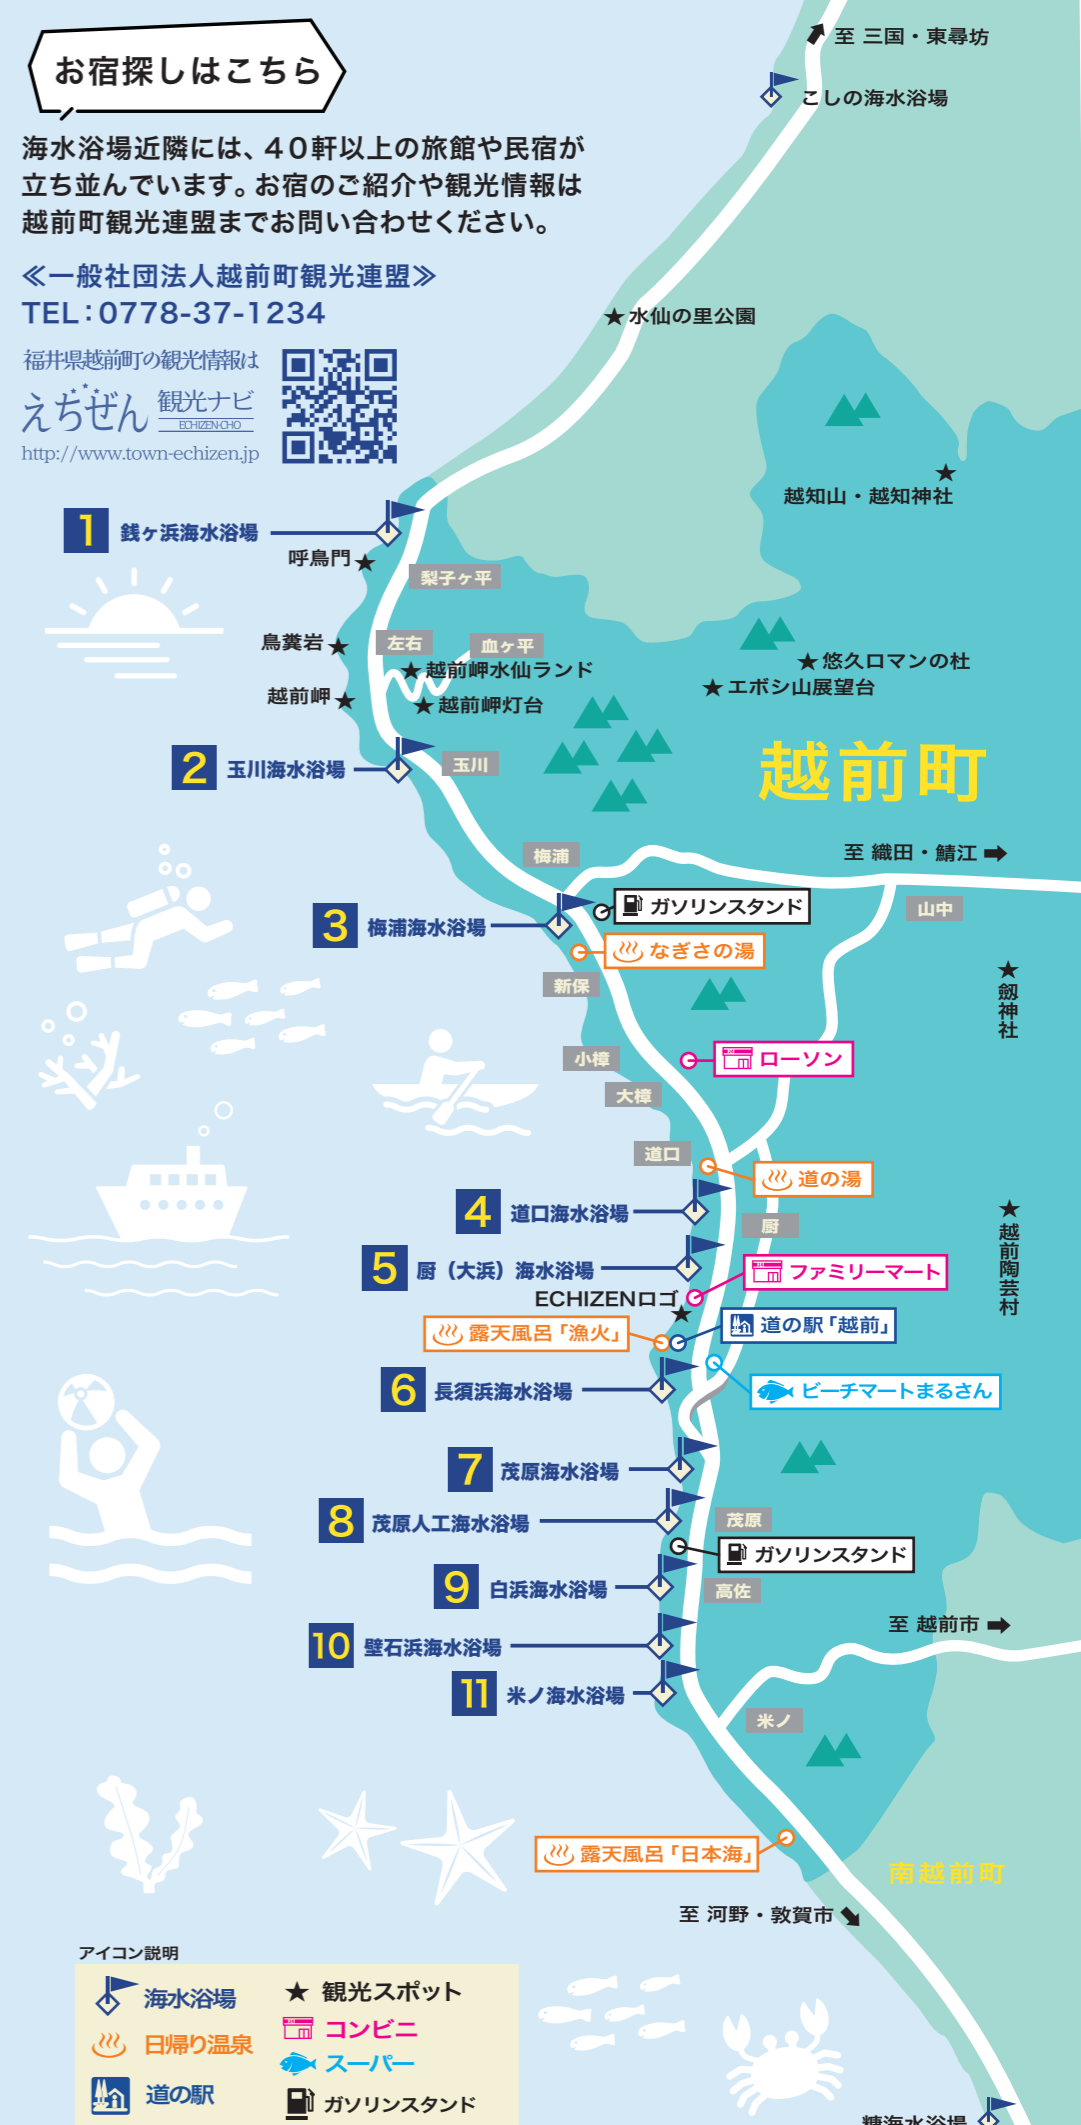 お宿探しはこちら
海水浴場近隣には、40軒以上の旅館や民宿が
立ち並んでいます。お宿のご紹介や観光情報は
越前町観光連盟までお問い合わせください。
≪一般社団法人越前町観光連盟≫
TEL：0778-37-1234
福井県越前町の観光情報は
えちぜん 観光ナビ
ECHIZEN-CHO
http://www.town-echizen.jp
至 三国・東尋坊
こしの海水浴場
水仙の里公園
越知山・越知神社
1 銭ヶ浜海水浴場
呼鳥門
梨子ヶ平
鳥糞岩
左右
血ヶ平
越前岬水仙ランド
越前岬
越前岬灯台
悠久ロマンの杜
エボシ山展望台
2 玉川海水浴場
玉川
越前町
梅浦
至 織田・鯖江
山中
3 梅浦海水浴場
ガソリンスタンド
なぎさの湯
新保
劔神社
小樟
ローソン
大樟
道口
道の湯
4 道口海水浴場
厨
越前陶芸村
5 厨（大浜）海水浴場
ファミリーマート
ECHIZENロゴ
露天風呂「漁火」
道の駅「越前」
6 長須浜海水浴場
ビーチマートまるさん
7 茂原海水浴場
8 茂原人工海水浴場
茂原
ガソリンスタンド
9 白浜海水浴場
高佐
至 越前市
10 壁石浜海水浴場
11 米ノ海水浴場
米ノ
露天風呂「日本海」
南越前町
至 河野・敦賀市
アイコン説明
海水浴場
観光スポット
日帰り温泉
コンビニ
スーパー
道の駅
ガソリンスタンド
糠海水浴場